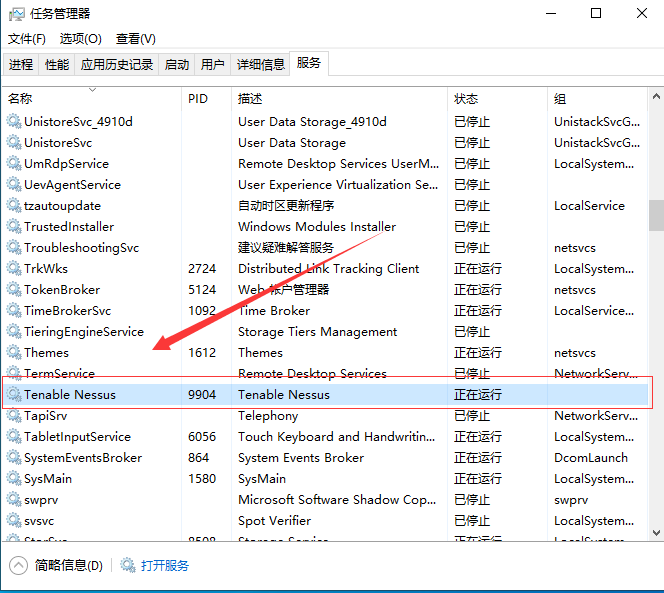 任务管理器
文件(F) 选项(O) 查看(V)
进程 性能 应用历史记录 启动 用户 详细信息 服务
名称 PID 描述 状态 组
UnistoreSvc_4910d User Data Storage_4910d 已停止 UnistackSvcG...
UnistoreSvc User Data Storage 已停止 UnistackSvcG...
UmRdpService Remote Desktop Services UserM... 已停止 LocalSystem...
UevAgentService User Experience Virtualization Se... 已停止
tzautoupdate 自动时区更新程序 已停止 LocalService
TrustedInstaller Windows Modules Installer 已停止
TroubleshootingSvc 建议疑难解答服务 已停止 netsvcs
TrkWks 2724 Distributed Link Tracking Client 正在运行 LocalSystem...
TokenBroker 5124 Web 帐户管理器 正在运行 netsvcs
TimeBrokerSvc 1092 Time Broker 正在运行 LocalService...
TieringEngineService Storage Tiers Management 已停止
Themes 1612 Themes 正在运行 netsvcs
TermService Remote Desktop Services 已停止 NetworkServ...
Tenable Nessus 9904 Tenable Nessus 正在运行
TapiSrv Telephony 已停止 NetworkServ...
TabletInputService 6056 Touch Keyboard and Handwritin... 正在运行 LocalSystem...
SystemEventsBroker 864 System Events Broker 正在运行 DcomLaunch
SysMain 1580 SysMain 正在运行 LocalSystem...
swprv Microsoft Software Shadow Cop... 已停止 swprv
svsvc Spot Verifier 已停止 LocalSystem...
StorSvc 8508 Storage Service 正在运行 LocalSystem...
简略信息(D) 打开服务